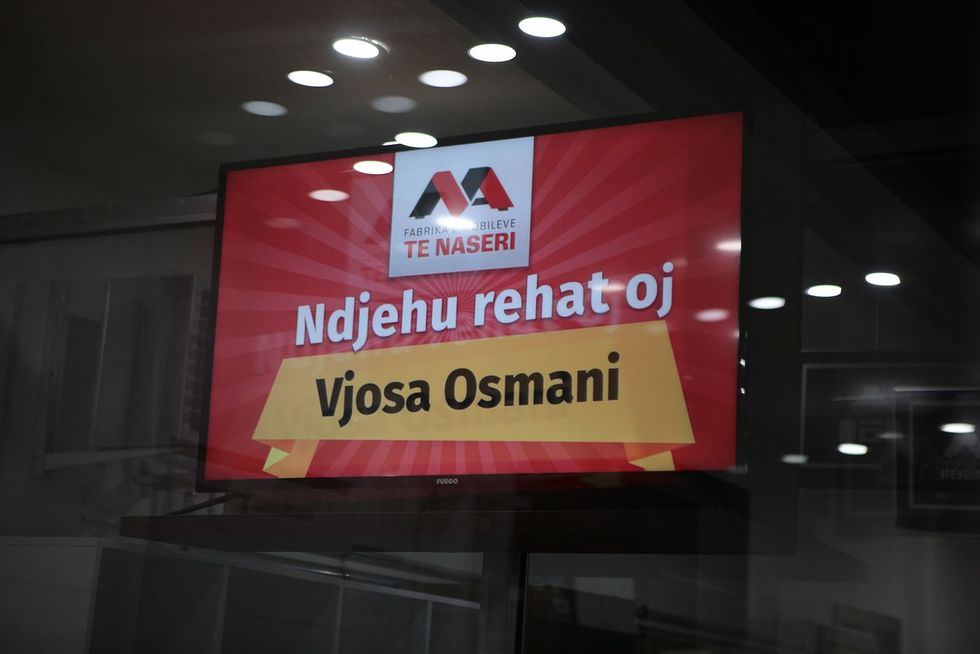 FABRIKA E MOBILEVE
TE NASERI
Ndjehu rehat oj
Vjosa Osmani
FUEGO